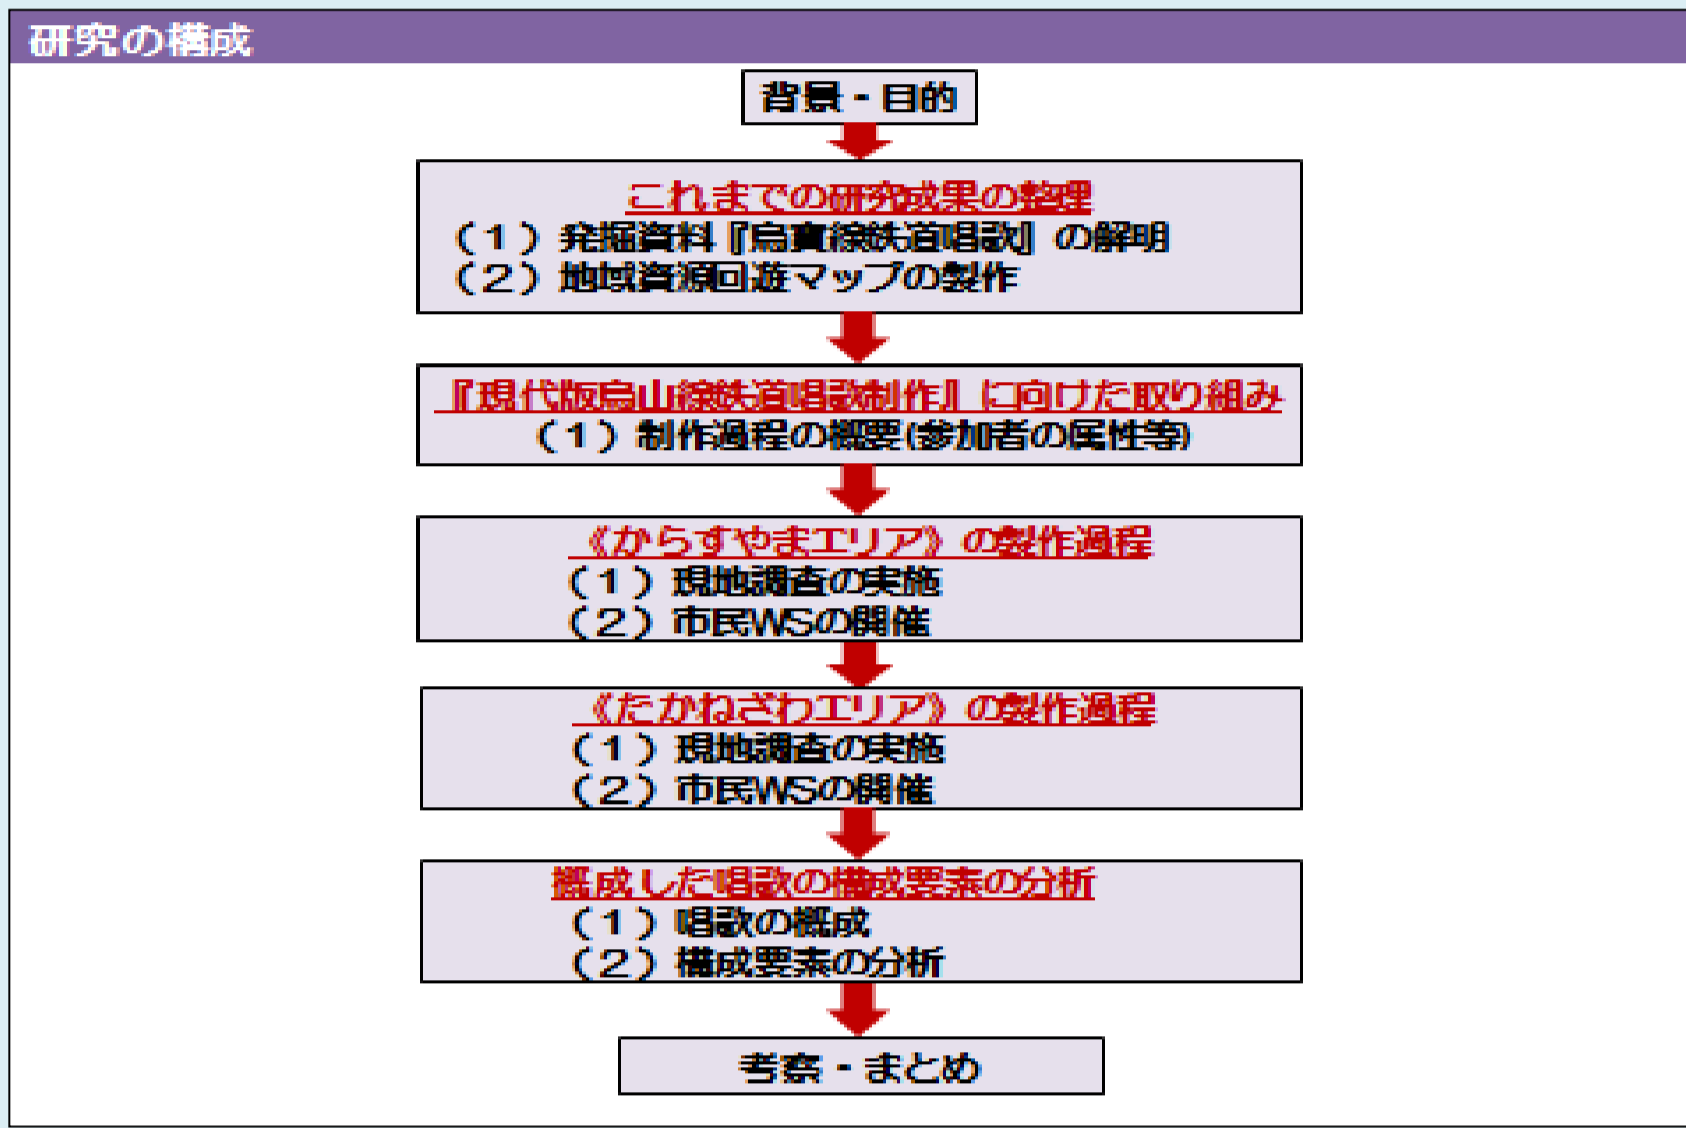 研究の構成
背景・目的
これまでの研究成果の整理
（１）発掘資料『烏寶線鉄道唱歌』の解明
（２）地域資源回遊マップの製作
『現代版烏山線鉄道唱歌制作』に向けた取り組み
（１）制作過程の概要(参加者の属性等)
《からすやまエリア》の製作過程
（１）現地調査の実施
（２）市民WSの開催
《たかねざわエリア》の製作過程
（１）現地調査の実施
（２）市民WSの開催
概成した唱歌の構成要素の分析
（１）唱歌の概成
（２）構成要素の分析
考察・まとめ